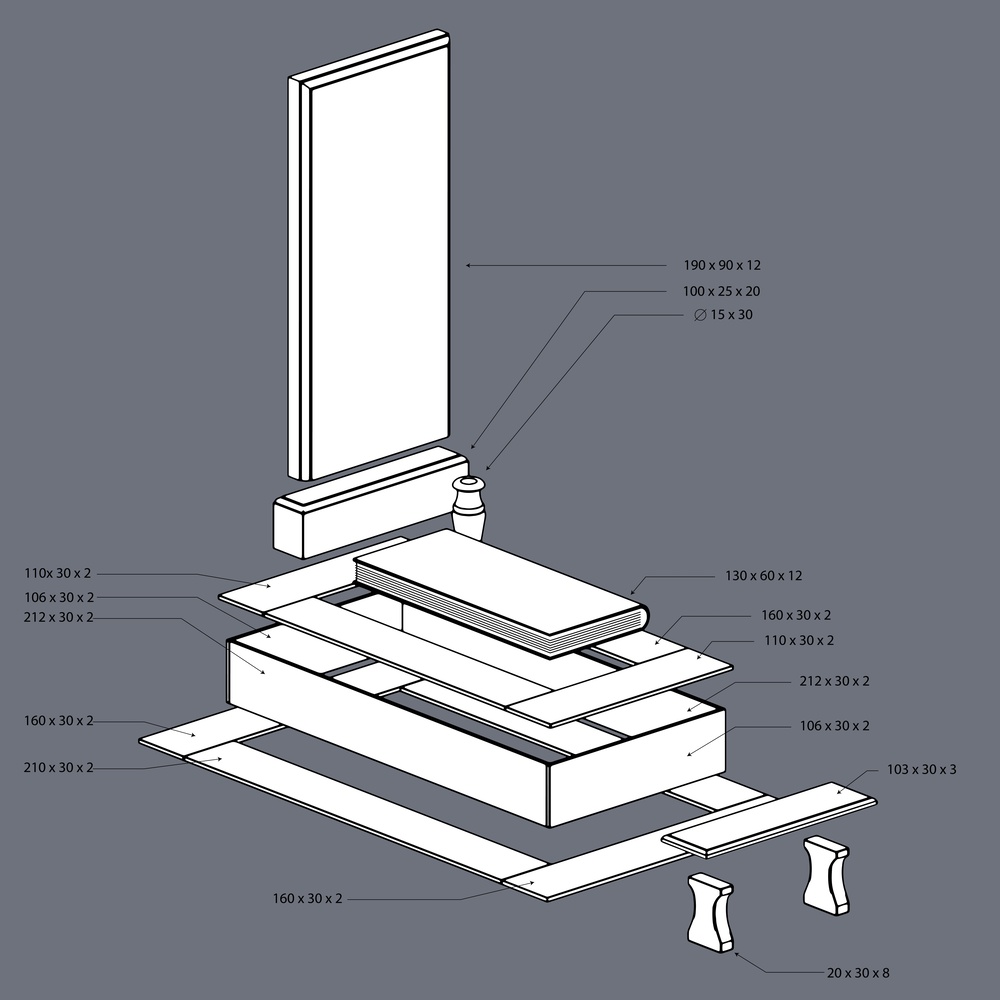 190 x 90 x 12
100 x 25 x 20
∅ 15 x 30
110x 30 x 2
106 x 30 x 2
212 x 30 x 2
130 x 60 x 12
160 x 30 x 2
110 x 30 x 2
212 x 30 x 2
106 x 30 x 2
160 x 30 x 2
210 x 30 x 2
103 x 30 x 3
160 x 30 x 2
20 x 30 x 8